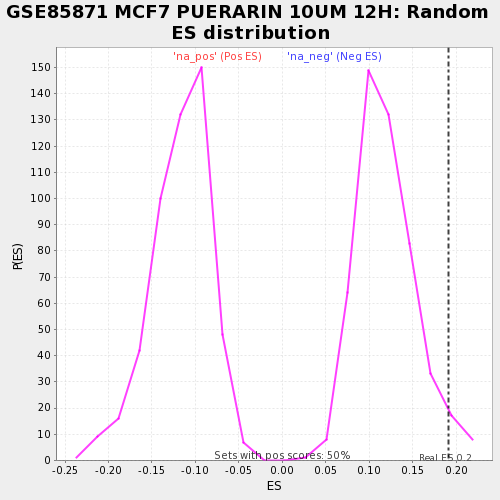 GSE85871 MCF7 PUERARIN 10UM 12H: Random
ES distribution
'na_pos' (Pos ES) 'na_neg' (Neg ES)
150
140
130
120
110
100
90
80
70
60
50
40
30
20
10
0
P(ES)
Sets with pos scores: 50%
Real ES 0.2
-0.25 -0.20 -0.15 -0.10 -0.05 0.00 0.05 0.10 0.15 0.20
ES